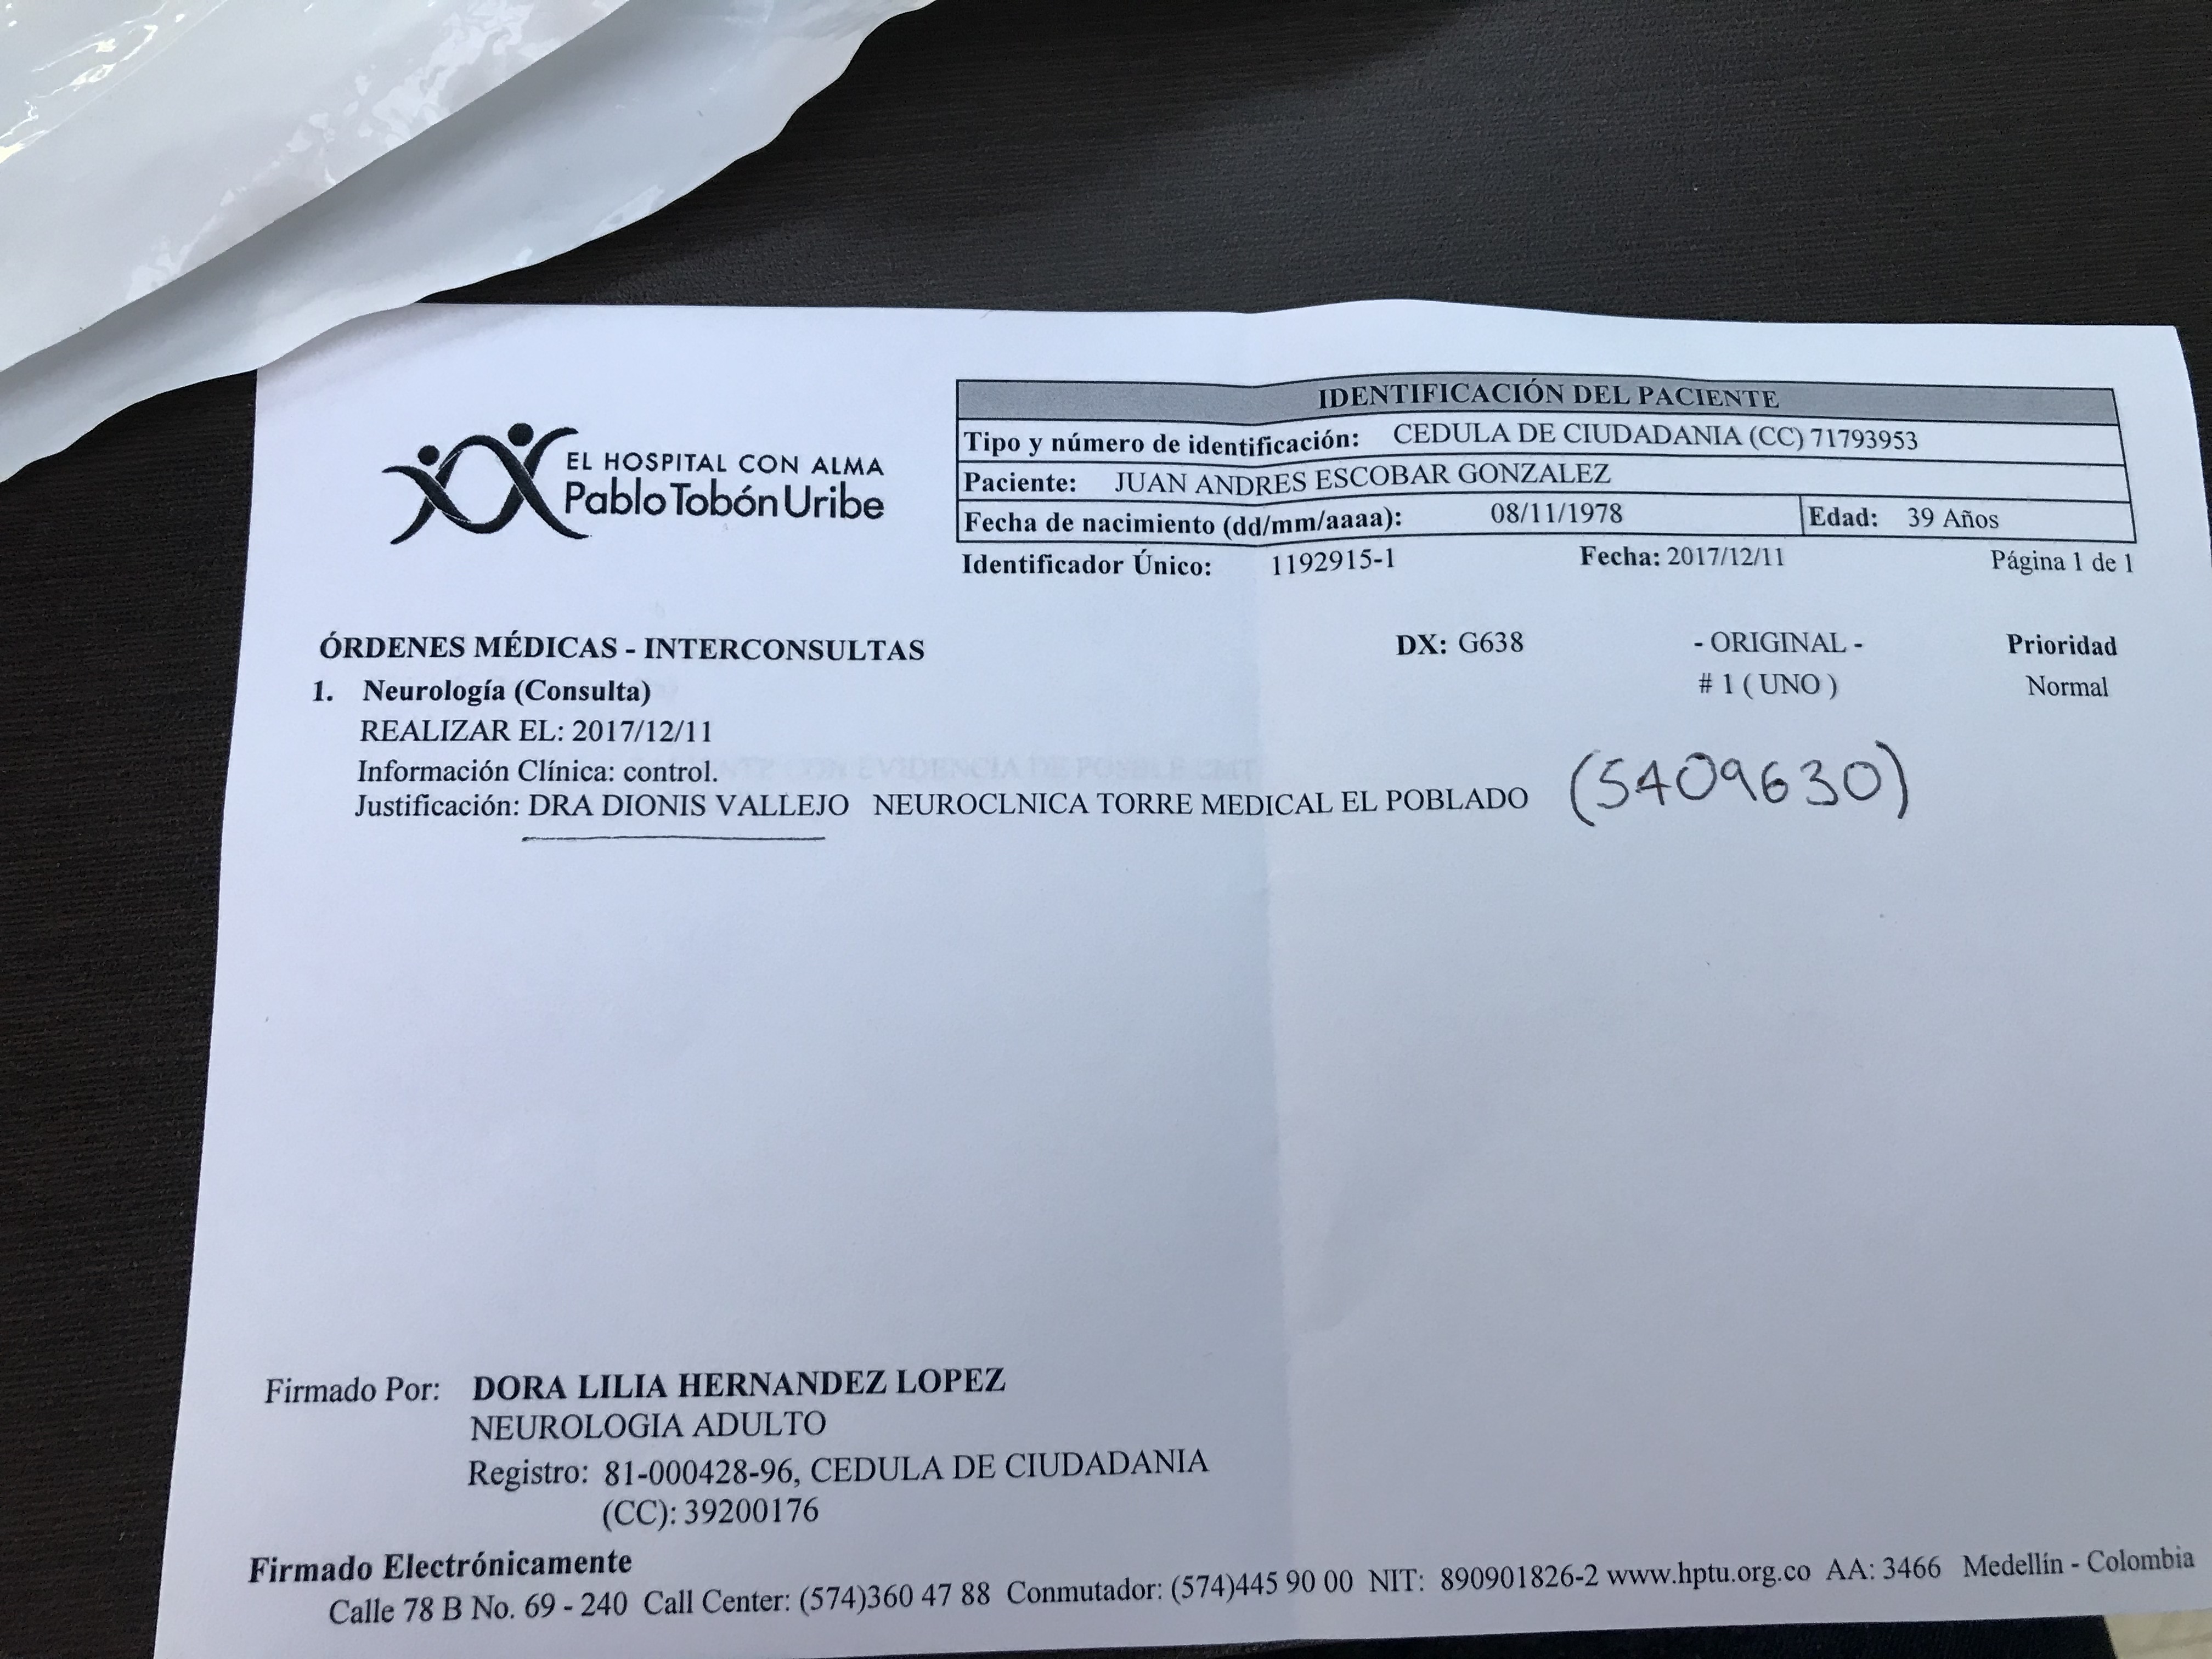 EL HOSPITAL CON ALMA
Pablo Tobón Uribe
IDENTIFICACIÓN DEL PACIENTE
Tipo y número de identificación: CEDULA DE CIUDADANIA (CC) 71793953
Paciente: JUAN ANDRES ESCOBAR GONZALEZ
Fecha de nacimiento (dd/mm/aaaa): 08/11/1978 Edad: 39 Años
Identificador Único: 1192915-1 Fecha: 2017/12/11 Página 1 de 1
ÓRDENES MÉDICAS - INTERCONSULTAS DX: G638 - ORIGINAL - Prioridad
1. Neurología (Consulta) # 1 ( UNO ) Normal
REALIZAR EL: 2017/12/11
Información Clínica: control.
Justificación: DRA DIONIS VALLEJO NEUROCLNICA TORRE MEDICAL EL POBLADO (5409630)
Firmado Por: DORA LILIA HERNANDEZ LOPEZ
NEUROLOGIA ADULTO
Registro: 81-000428-96, CEDULA DE CIUDADANIA
(CC): 39200176
Firmado Electrónicamente
Calle 78 B No. 69 - 240 Call Center: (574)360 47 88 Conmutador: (574)445 90 00 NIT: 890901826-2 www.hptu.org.co AA: 3466 Medellín - Colombia